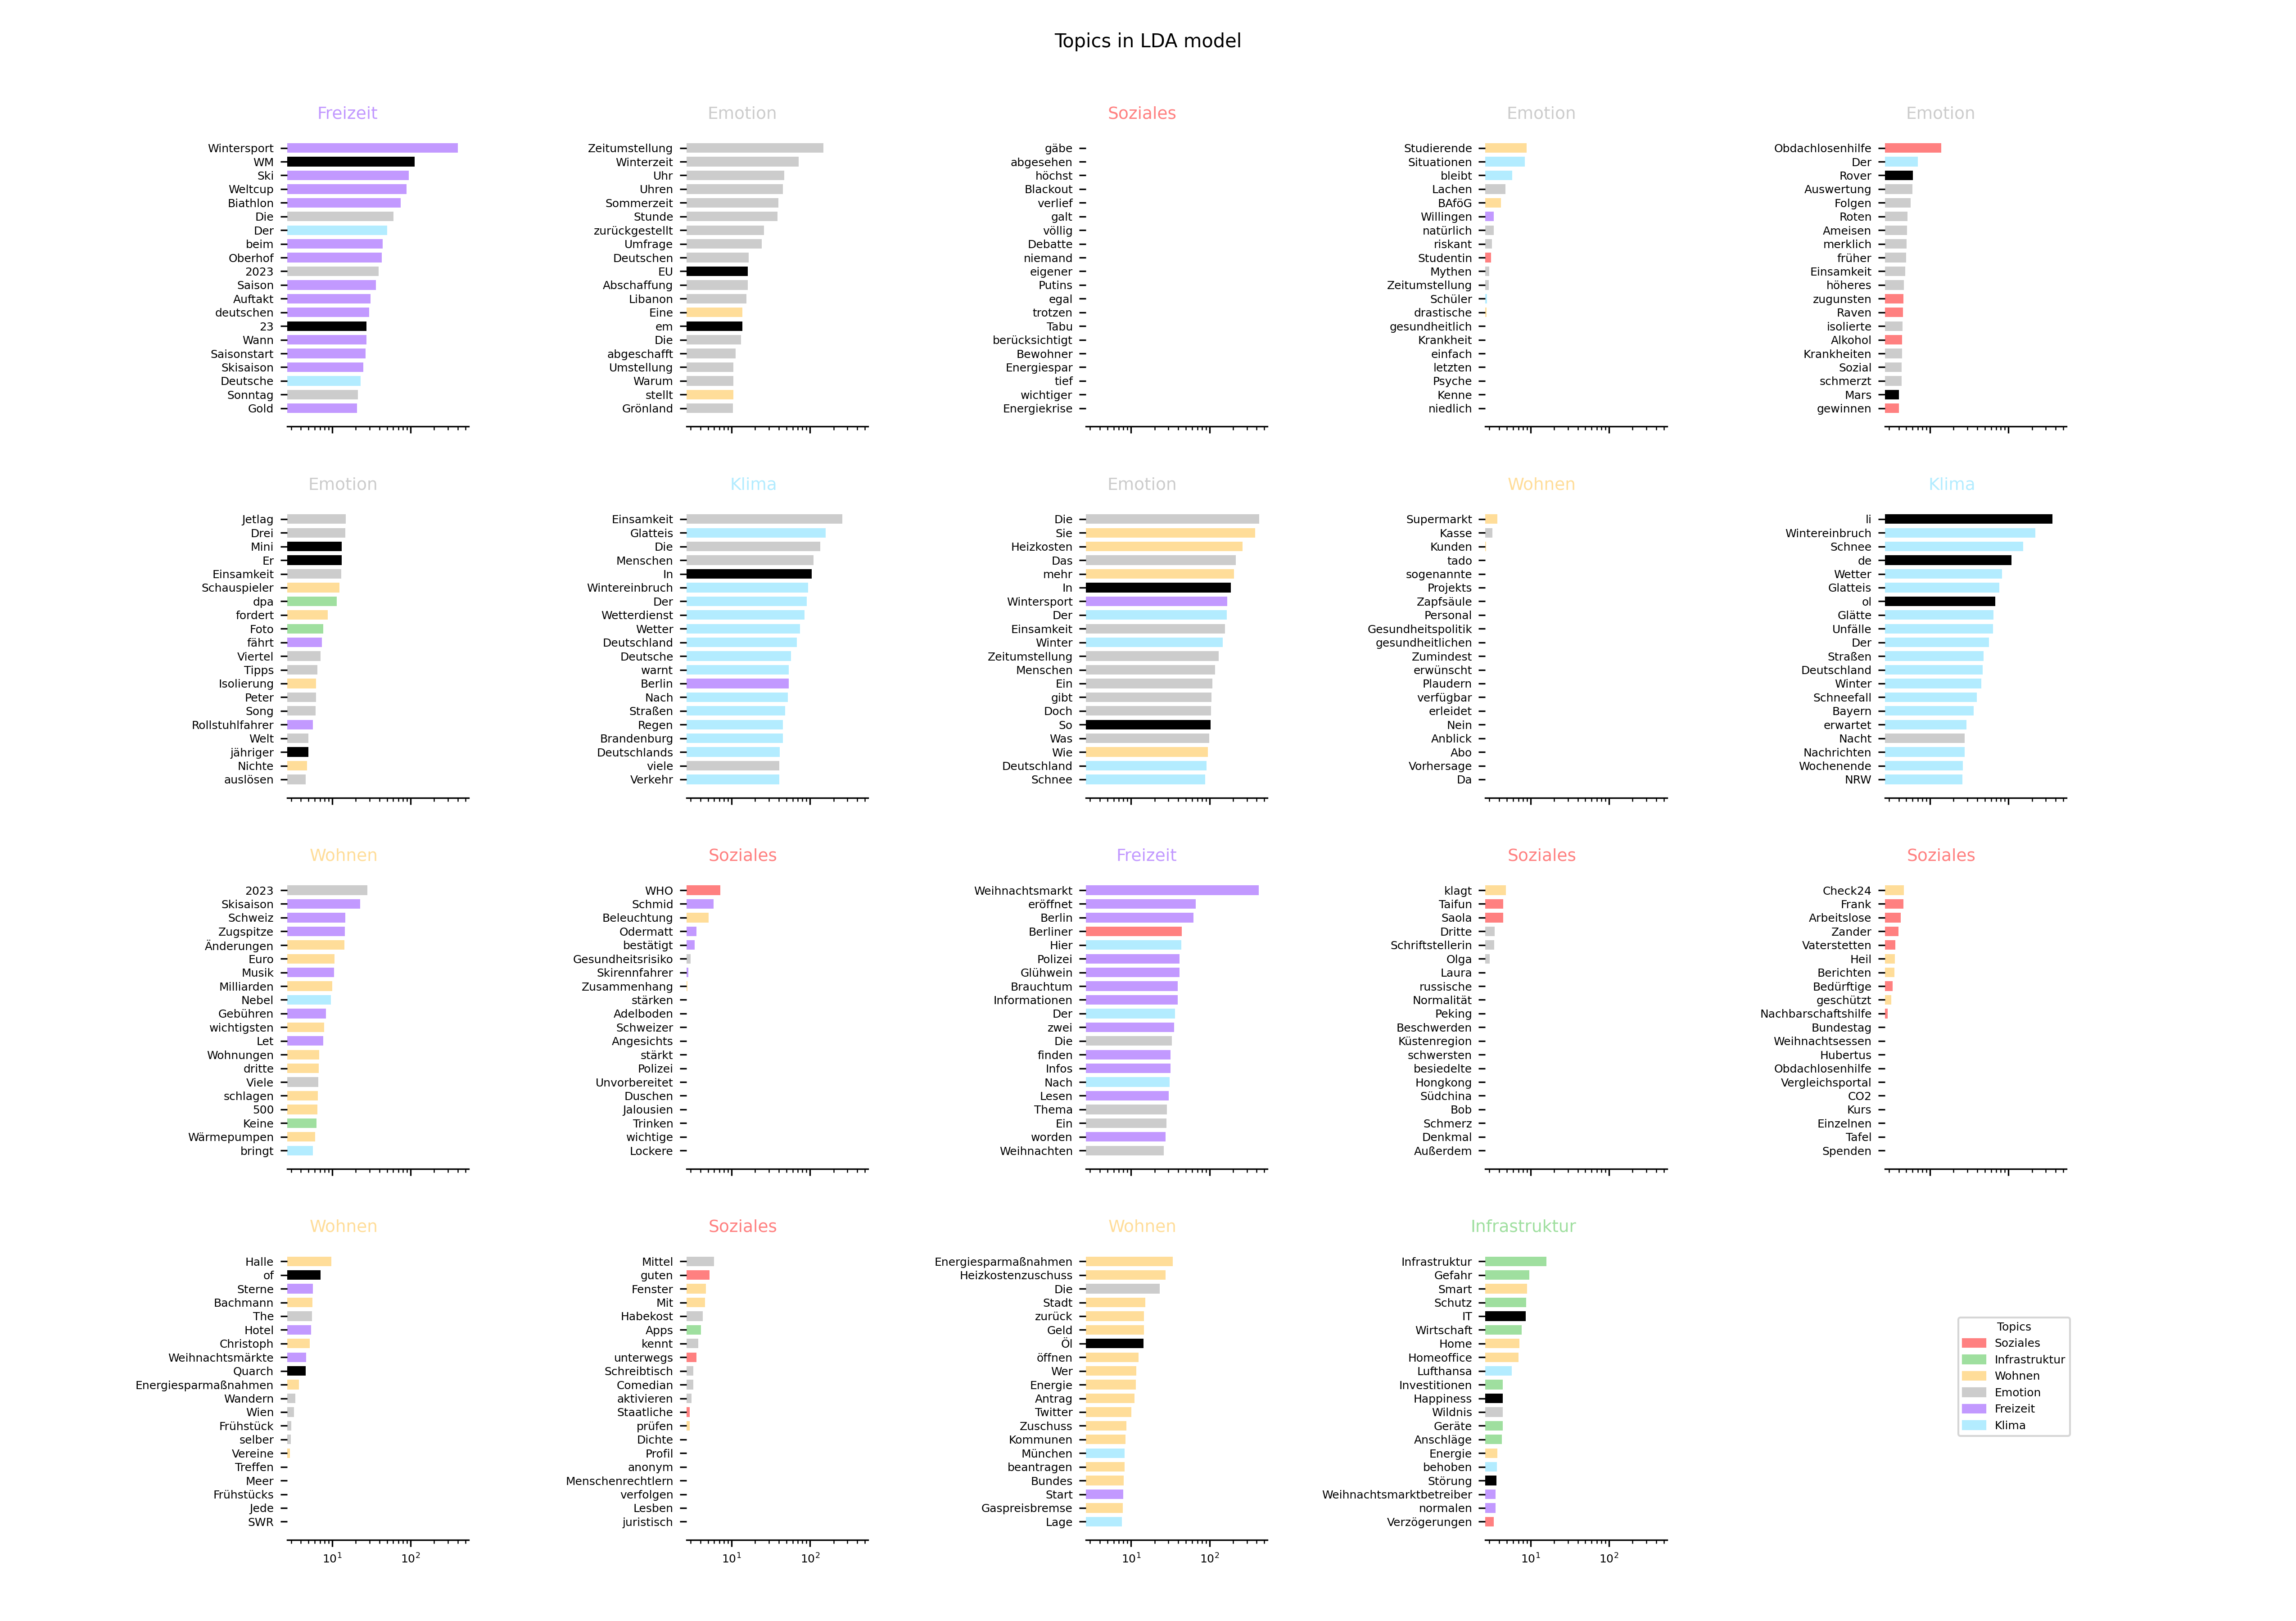 Topics in LDA model
Freizeit
Wintersport
WM
Ski
Weltcup
Biathlon
Die
Der
beim
Oberhof
2023
Saison
Auftakt
deutschen
23
Wann
Saisonstart
Skisaison
Deutsche
Sonntag
Gold
Emotion
Zeitumstellung
Winterzeit
Uhr
Uhren
Sommerzeit
Stunde
zurückgestellt
Umfrage
Deutschen
EU
Abschaffung
Libanon
Eine
em
Die
abgeschafft
Umstellung
Warum
stellt
Grönland
Soziales
gäbe
abgesehen
höchst
Blackout
verlief
galt
völlig
Debatte
niemand
eigener
Putins
egal
trotzen
Tabu
berücksichtigt
Bewohner
Energiespar
tief
wichtiger
Energiekrise
Emotion
Studierende
Situationen
bleibt
Lachen
BAföG
Willingen
natürlich
riskant
Studentin
Mythen
Zeitumstellung
Schüler
drastische
gesundheitlich
Krankheit
einfach
letzten
Psyche
Kenne
niedlich
Emotion
Obdachlosenhilfe
Der
Rover
Auswertung
Folgen
Roten
Ameisen
merklich
früher
Einsamkeit
höheres
zugunsten
Raven
isolierte
Alkohol
Krankheiten
Sozial
schmerzt
Mars
gewinnen
Emotion
Jetlag
Drei
Mini
Er
Einsamkeit
Schauspieler
dpa
fordert
Foto
fährt
Viertel
Tipps
Isolierung
Peter
Song
Rollstuhlfahrer
Welt
jähriger
Nichte
auslösen
Klima
Einsamkeit
Glatteis
Die
Menschen
In
Wintereinbruch
Der
Wetterdienst
Wetter
Deutschland
Deutsche
warnt
Berlin
Nach
Straßen
Regen
Brandenburg
Deutschlands
viele
Verkehr
Emotion
Die
Sie
Heizkosten
Das
mehr
In
Wintersport
Der
Einsamkeit
Winter
Zeitumstellung
Menschen
Ein
gibt
Doch
So
Was
Wie
Deutschland
Schnee
Wohnen
Supermarkt
Kasse
Kunden
tado
sogenannte
Projekts
Zapfsäule
Personal
Gesundheitspolitik
gesundheitlichen
Zumindest
erwünscht
Plaudern
verfügbar
erleidet
Nein
Anblick
Abo
Vorhersage
Da
Klima
li
Wintereinbruch
Schnee
de
Wetter
Glatteis
ol
Glätte
Unfälle
Der
Straßen
Deutschland
Winter
Schneefall
Bayern
erwartet
Nacht
Nachrichten
Wochenende
NRW
Wohnen
2023
Skisaison
Schweiz
Zugspitze
Änderungen
Euro
Musik
Milliarden
Nebel
Gebühren
wichtigsten
Let
Wohnungen
dritte
Viele
schlagen
500
Keine
Wärmepumpen
bringt
Soziales
WHO
Schmid
Beleuchtung
Odermatt
bestätigt
Gesundheitsrisiko
Skirennfahrer
Zusammenhang
stärken
Adelboden
Schweizer
Angesichts
stärkt
Polizei
Unvorbereitet
Duschen
Jalousien
Trinken
wichtige
Lockere
Freizeit
Weihnachtsmarkt
eröffnet
Berlin
Berliner
Hier
Polizei
Glühwein
Brauchtum
Informationen
Der
zwei
Die
finden
Infos
Nach
Lesen
Thema
Ein
worden
Weihnachten
Soziales
klagt
Taifun
Saola
Dritte
Schriftstellerin
Olga
Laura
russische
Normalität
Peking
Beschwerden
Küstenregion
schwersten
besiedelte
Hongkong
Südchina
Bob
Schmerz
Denkmal
Außerdem
Soziales
Check24
Frank
Arbeitslose
Zander
Vaterstetten
Heil
Berichten
Bedürftige
geschützt
Nachbarschaftshilfe
Bundestag
Weihnachtsessen
Hubertus
Obdachlosenhilfe
Vergleichsportal
CO2
Kurs
Einzelnen
Tafel
Spenden
Wohnen
Halle
of
Sterne
Bachmann
The
Hotel
Christoph
Weihnachtsmärkte
Quarch
Energiesparmaßnahmen
Wandern
Wien
Frühstück
selber
Vereine
Treffen
Meer
Frühstücks
Jede
SWR
10¹ 10²
Soziales
Mittel
guten
Fenster
Mit
Habekost
Apps
kennt
unterwegs
Schreibtisch
Comedian
aktivieren
Staatliche
prüfen
Dichte
Profil
anonym
Menschenrechtlern
verfolgen
Lesben
juristisch
10¹ 10²
Wohnen
Energiesparmaßnahmen
Heizkostenzuschuss
Die
Stadt
zurück
Geld
Öl
öffnen
Wer
Energie
Antrag
Twitter
Zuschuss
Kommunen
München
beantragen
Bundes
Start
Gaspreisbremse
Lage
10¹ 10²
Infrastruktur
Infrastruktur
Gefahr
Smart
Schutz
IT
Wirtschaft
Home
Homeoffice
Lufthansa
Investitionen
Happiness
Wildnis
Geräte
Anschläge
Energie
behoben
Störung
Weihnachtsmarktbetreiber
normalen
Verzögerungen
10¹ 10²
Topics
Soziales
Infrastruktur
Wohnen
Emotion
Freizeit
Klima